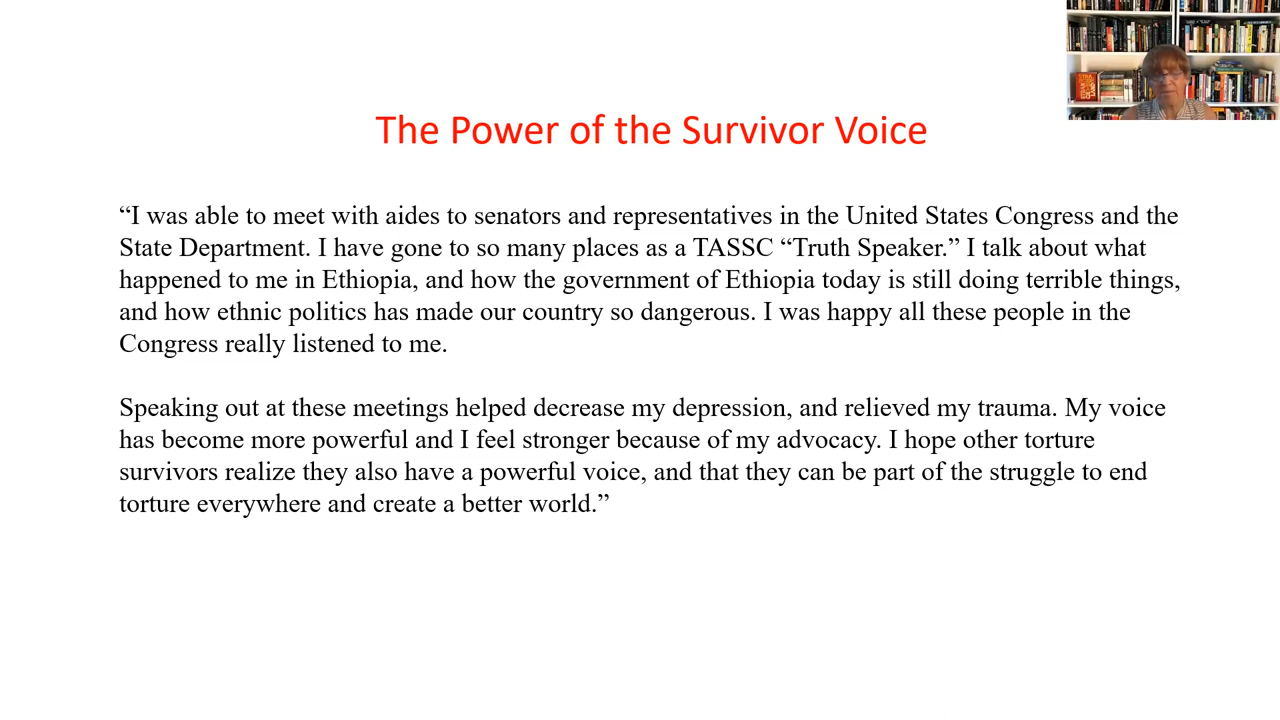 The Power of the Survivor Voice
“I was able to meet with aides to senators and representatives in the United States Congress and the
State Department. I have gone to so many places as a TASSC “Truth Speaker.” I talk about what
happened to me in Ethiopia, and how the government of Ethiopia today is still doing terrible things,
and how ethnic politics has made our country so dangerous. I was happy all these people in the
Congress really listened to me.
Speaking out at these meetings helped decrease my depression, and relieved my trauma. My voice
has become more powerful and I feel stronger because of my advocacy. I hope other torture
survivors realize they also have a powerful voice, and that they can be part of the struggle to end
torture everywhere and create a better world.”